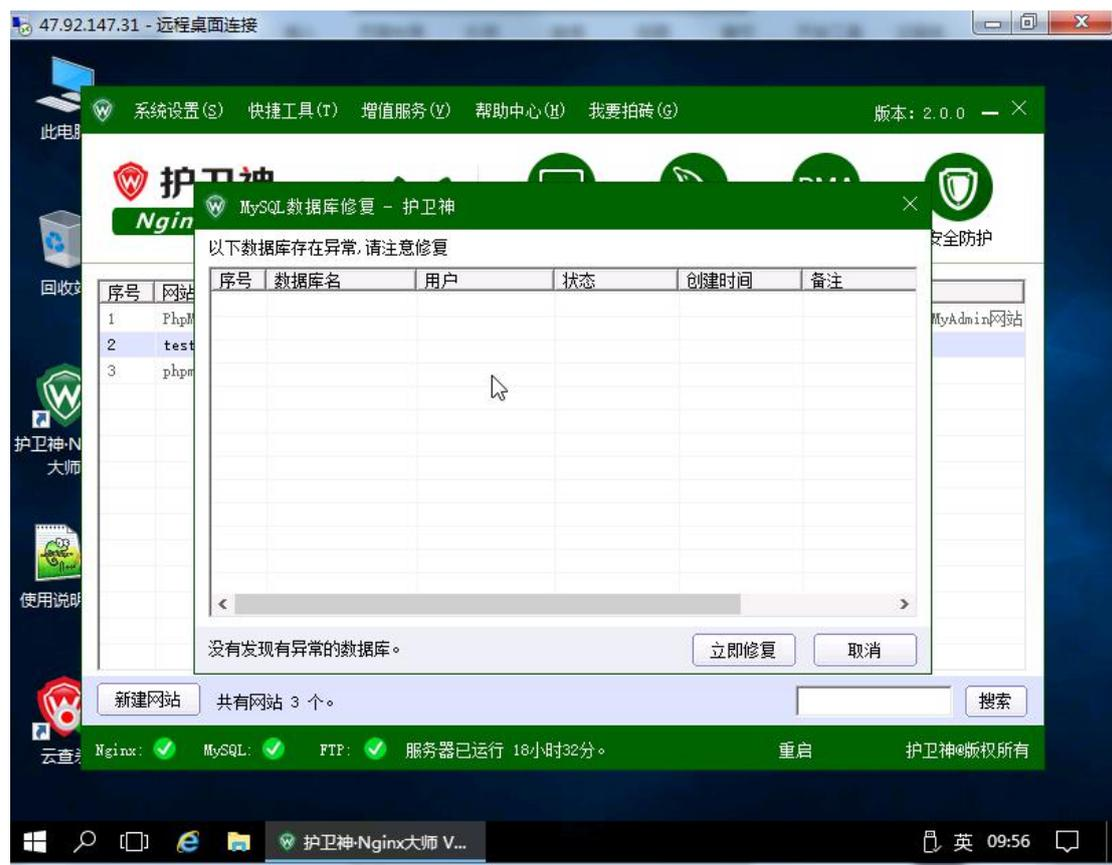 47.92.147.31 - 远程桌面连接
此电脑
系统设置(S) 快捷工具(T) 增值服务(V) 帮助中心(H) 我要拍砖(G)
版本: 2.0.0
护卫神
Ngin
安全防护
MySQL数据库修复 - 护卫神
以下数据库存在异常,请注意修复
序号 数据库名 用户 状态 创建时间 备注
回收站
序号 网站
1 PhpM MyAdmin网站
2 test
3 phpm
护卫神·N
大师
使用说明
没有发现有异常的数据库。
立即修复 取消
新建网站 共有网站 3 个。
搜索
云查杀
Nginx: MySQL: FTP: 服务器已运行 18小时32分。
重启
护卫神®版权所有
护卫神·Nginx大师 V...
英 09:56